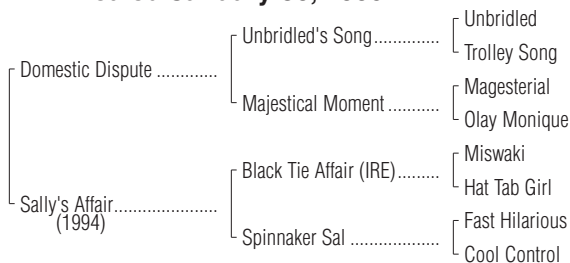 Unbridled
Unbridled's Song..............
Trolley Song
Domestic Dispute .............
Magesterial
Majestical Moment ...........
Olay Monique
Miswaki
Black Tie Affair (IRE).........
Hat Tab Girl
Sally's Affair......................
(1994)
Fast Hilarious
Spinnaker Sal ...................
Cool Control